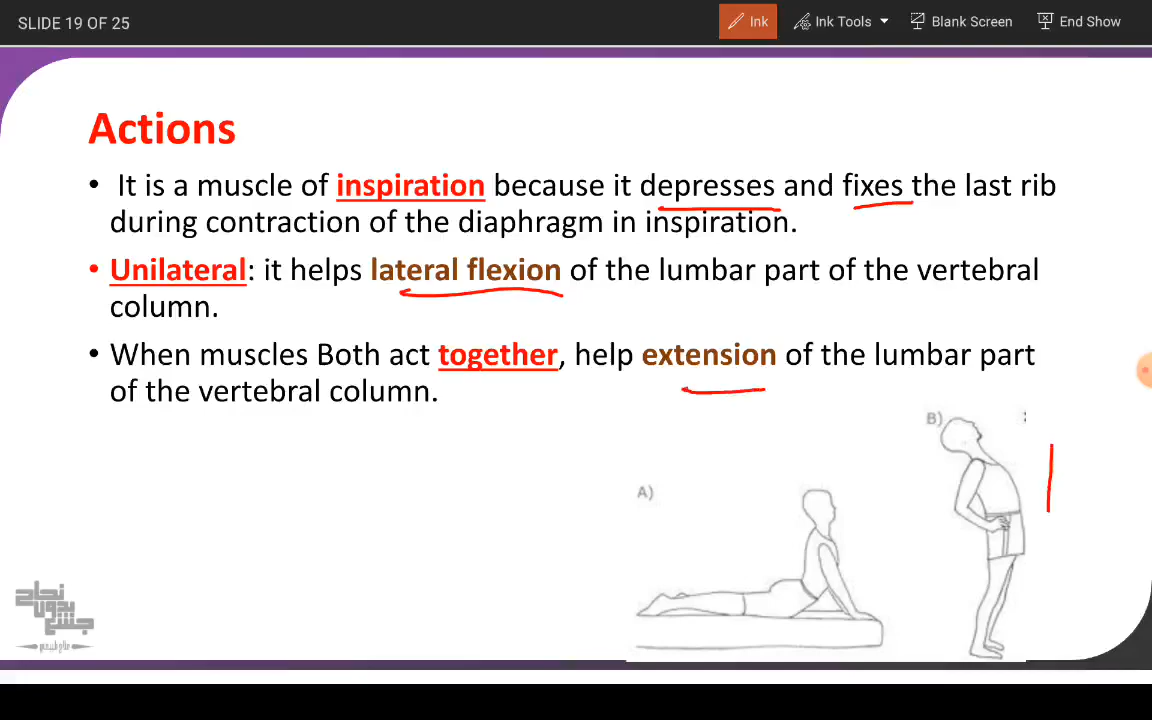 SLIDE 19 OF 25
Ink
Ink Tools
Blank Screen
End Show
Actions
• It is a muscle of inspiration because it depresses and fixes the last rib
during contraction of the diaphragm in inspiration.
• Unilateral: it helps lateral flexion of the lumbar part of the vertebral
column.
• When muscles Both act together, help extension of the lumbar part
of the vertebral column.
B)
A)
نجاح
بدون
جشع